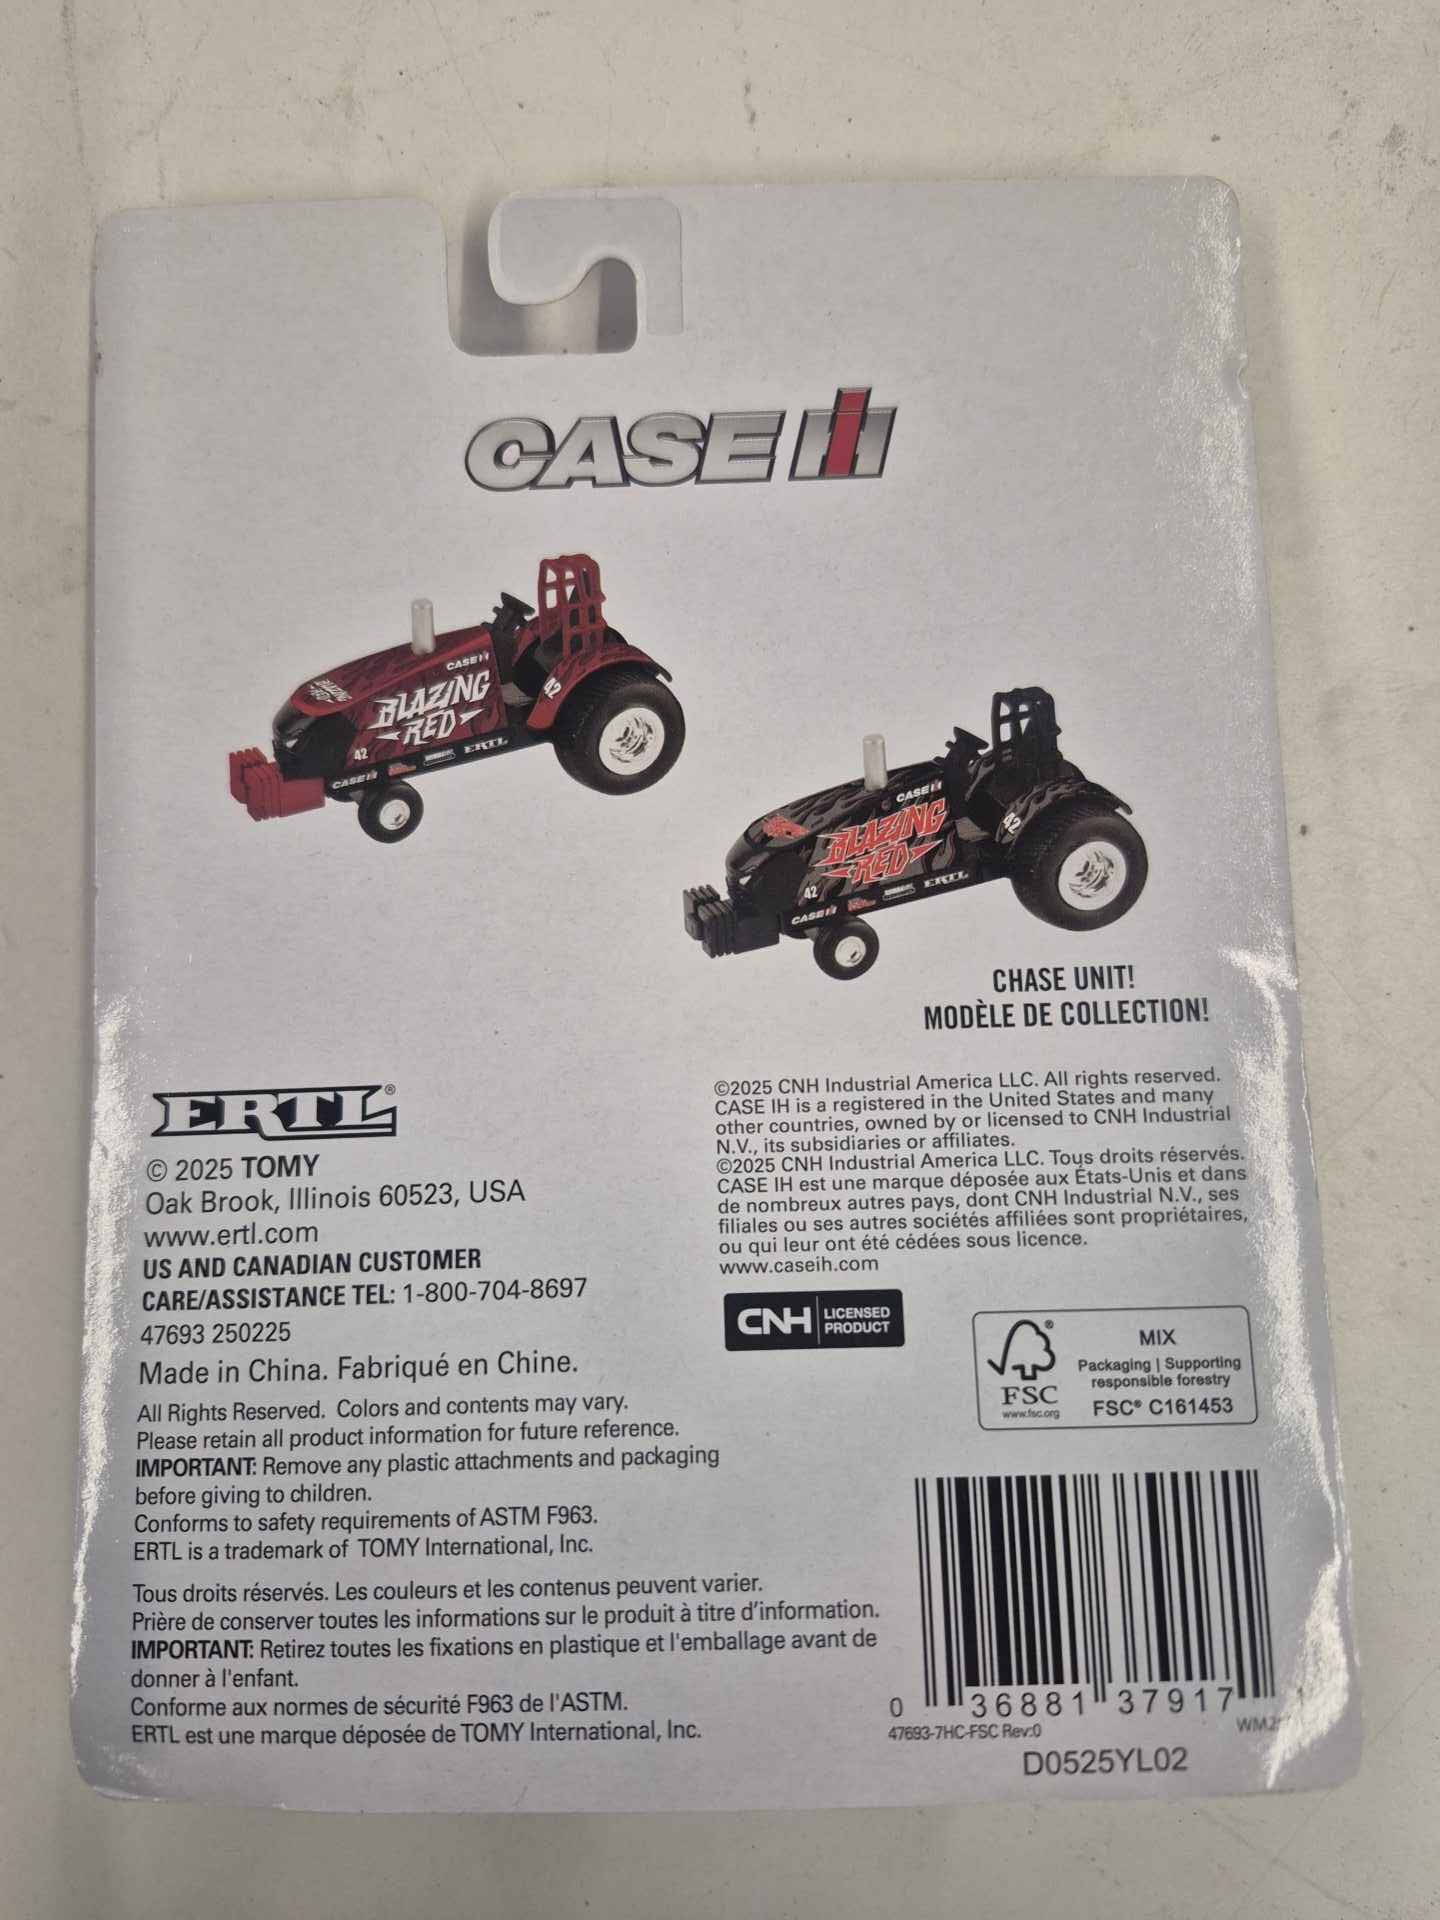 CASE IH
CASE IH
BLAZING
RED
BLAZING
RED
42
42
CASE IH
ERTL
CASE IH
BLAZING
RED
42
42
CASE IH
ERTL
CHASE UNIT!
MODÈLE DE COLLECTION!
ERTL®
© 2025 TOMY
Oak Brook, Illinois 60523, USA
www.ertl.com
US AND CANADIAN CUSTOMER
CARE/ASSISTANCE TEL: 1-800-704-8697
47693 250225
Made in China. Fabriqué en Chine.
All Rights Reserved. Colors and contents may vary.
Please retain all product information for future reference.
IMPORTANT: Remove any plastic attachments and packaging
before giving to children.
Conforms to safety requirements of ASTM F963.
ERTL is a trademark of TOMY International, Inc.
Tous droits réservés. Les couleurs et les contenus peuvent varier.
Prière de conserver toutes les informations sur le produit à titre d'information.
IMPORTANT: Retirez toutes les fixations en plastique et l'emballage avant de
donner à l'enfant.
Conforme aux normes de sécurité F963 de l'ASTM.
ERTL est une marque déposée de TOMY International, Inc.
©2025 CNH Industrial America LLC. All rights reserved.
CASE IH is a registered in the United States and many
other countries, owned by or licensed to CNH Industrial
N.V., its subsidiaries or affiliates.
©2025 CNH Industrial America LLC. Tous droits réservés.
CASE IH est une marque déposée aux États-Unis et dans
de nombreux autres pays, dont CNH Industrial N.V., ses
filiales ou ses autres sociétés affiliées sont propriétaires,
ou qui leur ont été cédées sous licence.
www.caseih.com
CNH LICENSED
PRODUCT
FSC®
www.fsc.org
MIX
Packaging | Supporting
responsible forestry
FSC® C161453
0 36881 37917 1
47693-7HC-FSC Rev:0
D0525YL02